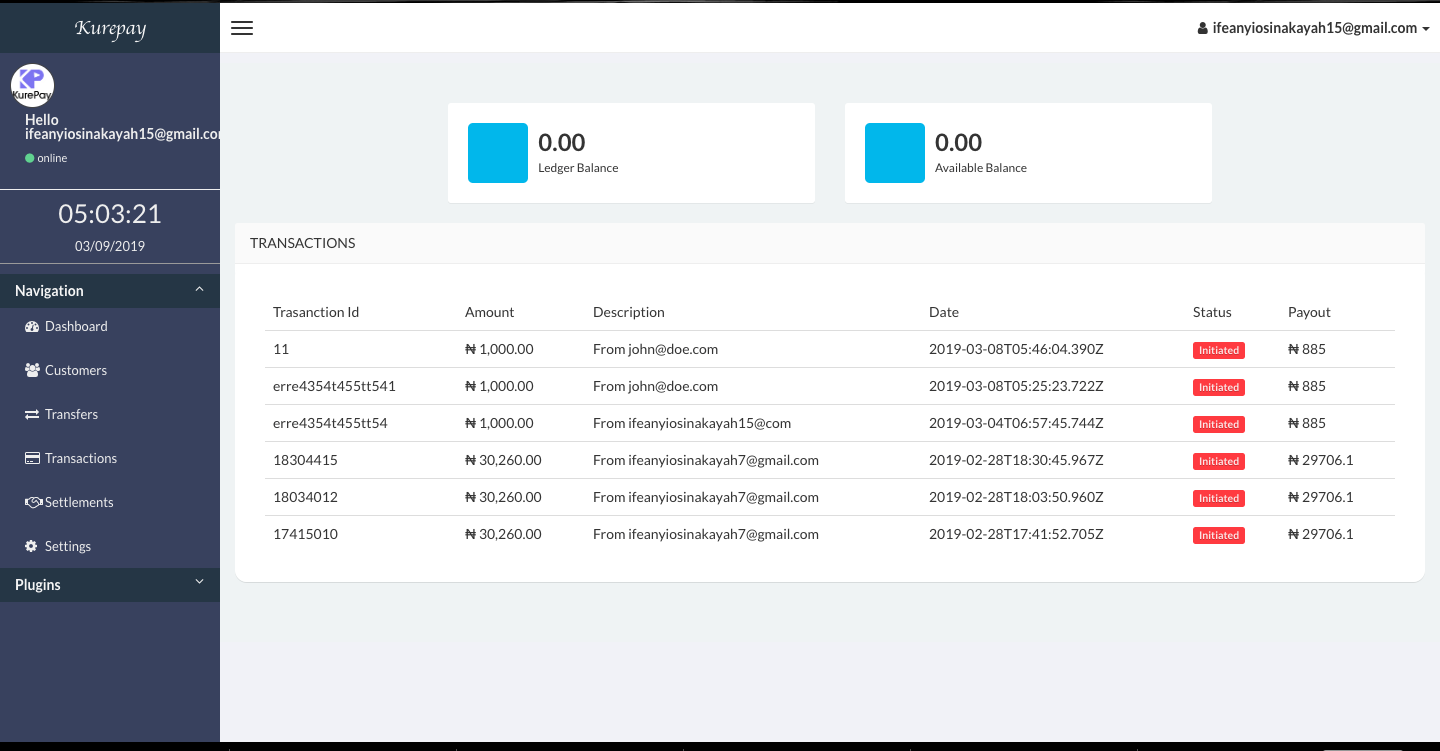 Kurepay
ifeanyiosinakayah15@gmail.com
KP
KurePay
Hello
ifeanyiosinakayah15@gmail.com
online
05:03:21
03/09/2019
Navigation
Dashboard
Customers
Transfers
Transactions
Settlements
Settings
Plugins
0.00
Ledger Balance
0.00
Available Balance
TRANSACTIONS
Trasanction Id Amount Description Date Status Payout
11 ₦ 1,000.00 From john@doe.com 2019-03-08T05:46:04.390Z Initiated ₦ 885
erre4354t455tt541 ₦ 1,000.00 From john@doe.com 2019-03-08T05:25:23.722Z Initiated ₦ 885
erre4354t455tt54 ₦ 1,000.00 From ifeanyiosinakayah15@com 2019-03-04T06:57:45.744Z Initiated ₦ 885
18304415 ₦ 30,260.00 From ifeanyiosinakayah7@gmail.com 2019-02-28T18:30:45.967Z Initiated ₦ 29706.1
18034012 ₦ 30,260.00 From ifeanyiosinakayah7@gmail.com 2019-02-28T18:03:50.960Z Initiated ₦ 29706.1
17415010 ₦ 30,260.00 From ifeanyiosinakayah7@gmail.com 2019-02-28T17:41:52.705Z Initiated ₦ 29706.1